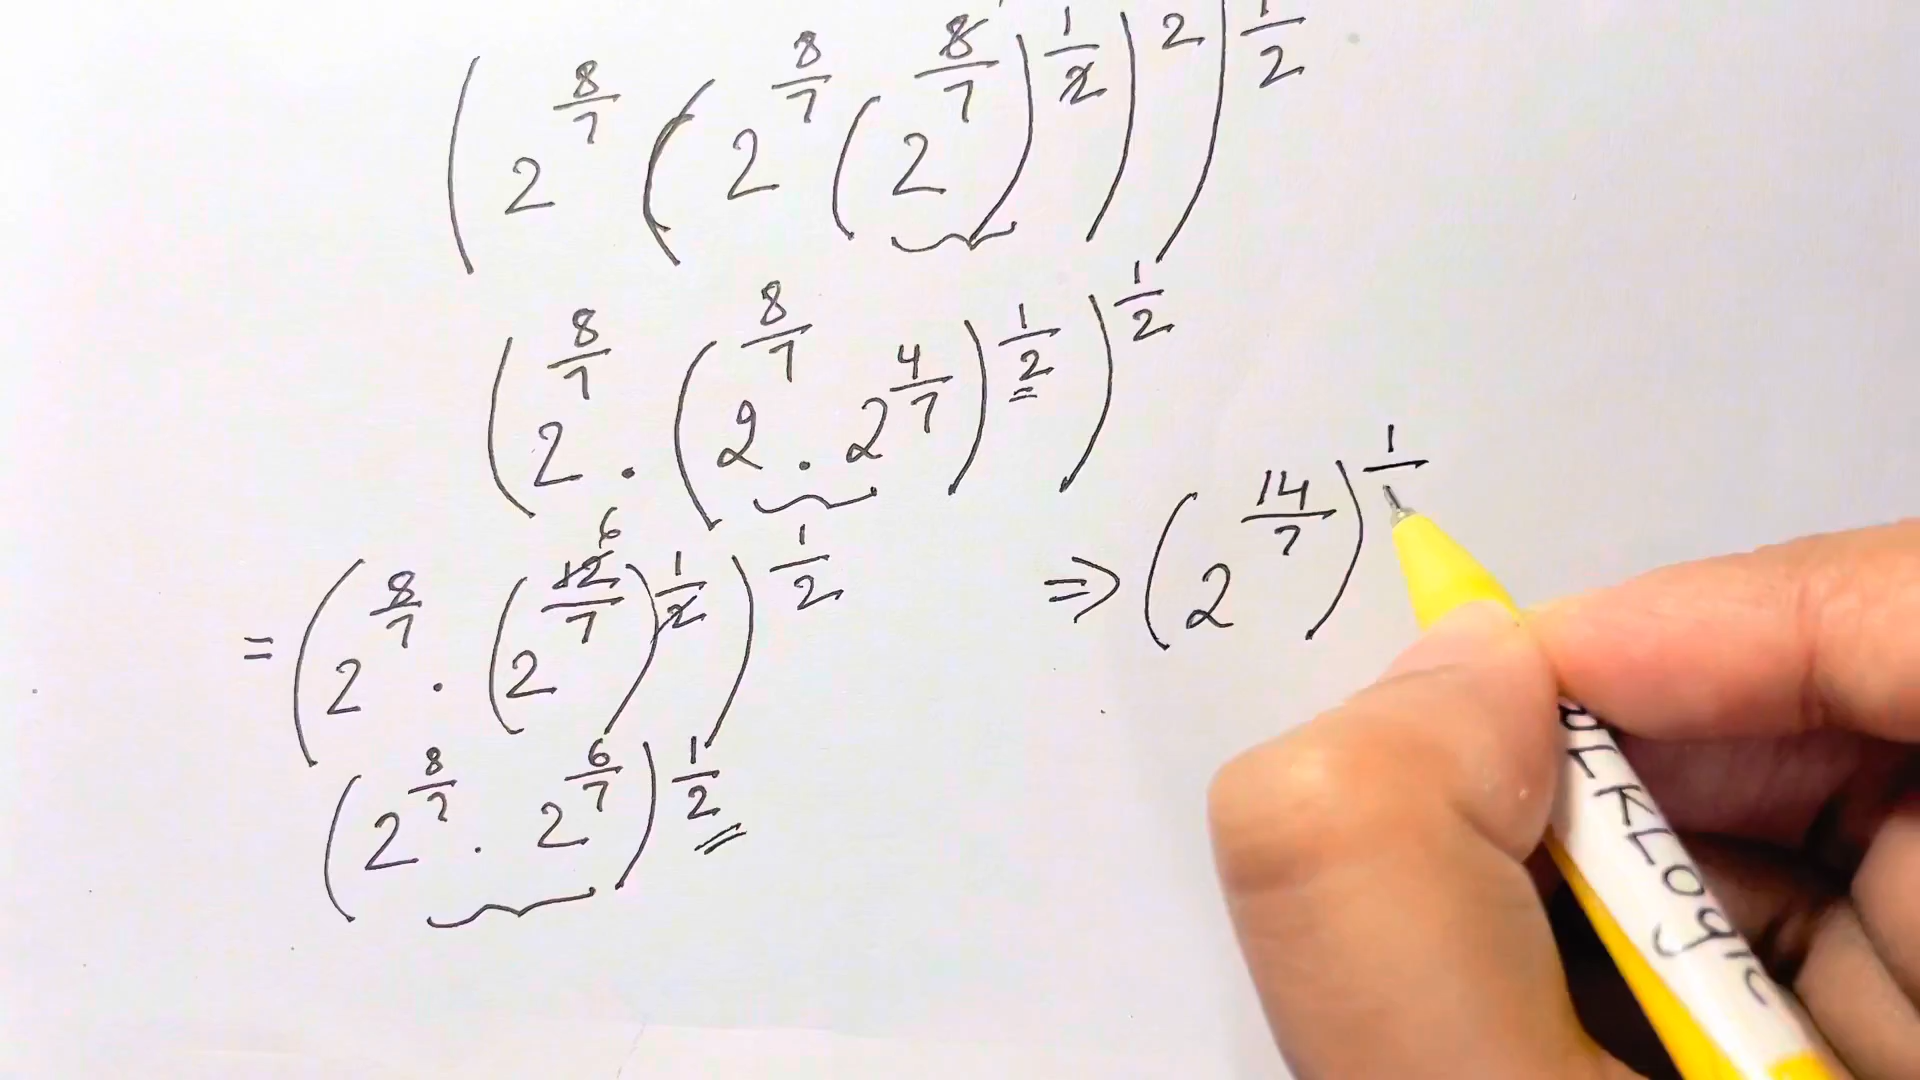 (2^(8/7) (2^(8/7) (2^(8/7))^(1/2))^2)^(1/2)
(2^(8/7) . (2^(8/7) . 2^(4/7))^(1/2))^(1/2)
= (2^(8/7) . (2^(12/7 6))^(1/2))^(1/2)
(2^(8/7) . 2^(6/7))^(1/2)
=> (2^(14/7))^(1/
KLogic